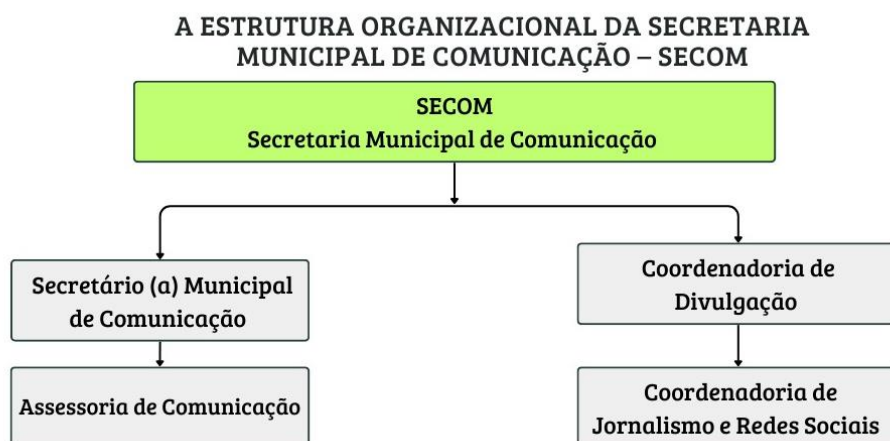 A ESTRUTURA ORGANIZACIONAL DA SECRETARIA
MUNICIPAL DE COMUNICAÇÃO – SECOM
SECOM
Secretaria Municipal de Comunicação
Secretário (a) Municipal
de Comunicação
Coordenadoria de
Divulgação
Assessoria de Comunicação
Coordenadoria de
Jornalismo e Redes Sociais